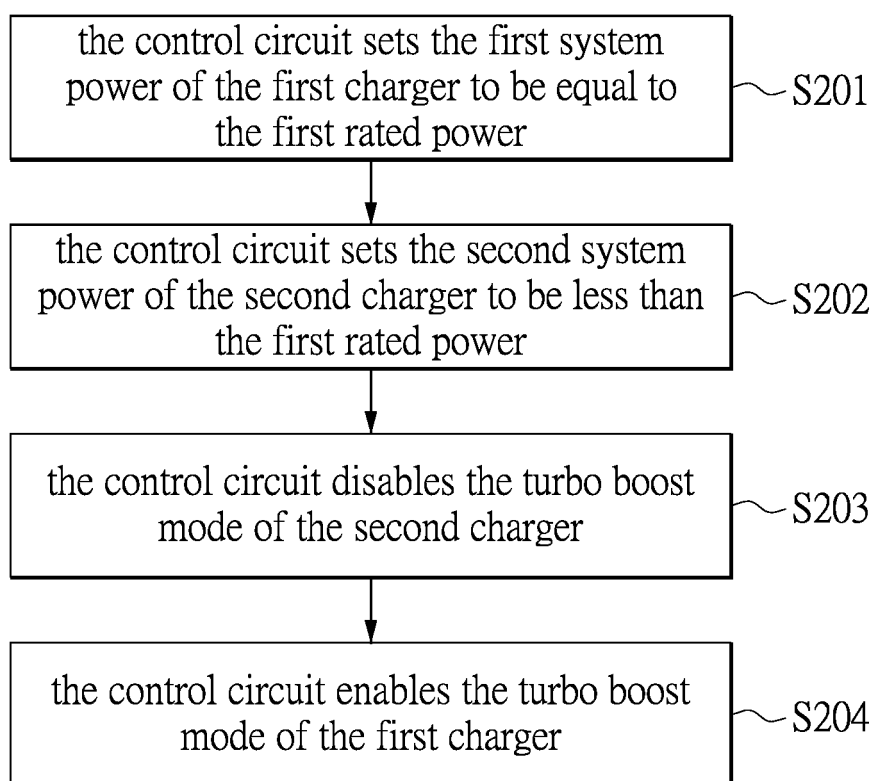 the control circuit sets the first system
power of the first charger to be equal to
the first rated power
S201
the control circuit sets the second system
power of the second charger to be less than
the first rated power
S202
the control circuit disables the turbo boost
mode of the second charger
S203
the control circuit enables the turbo boost
mode of the first charger
S204